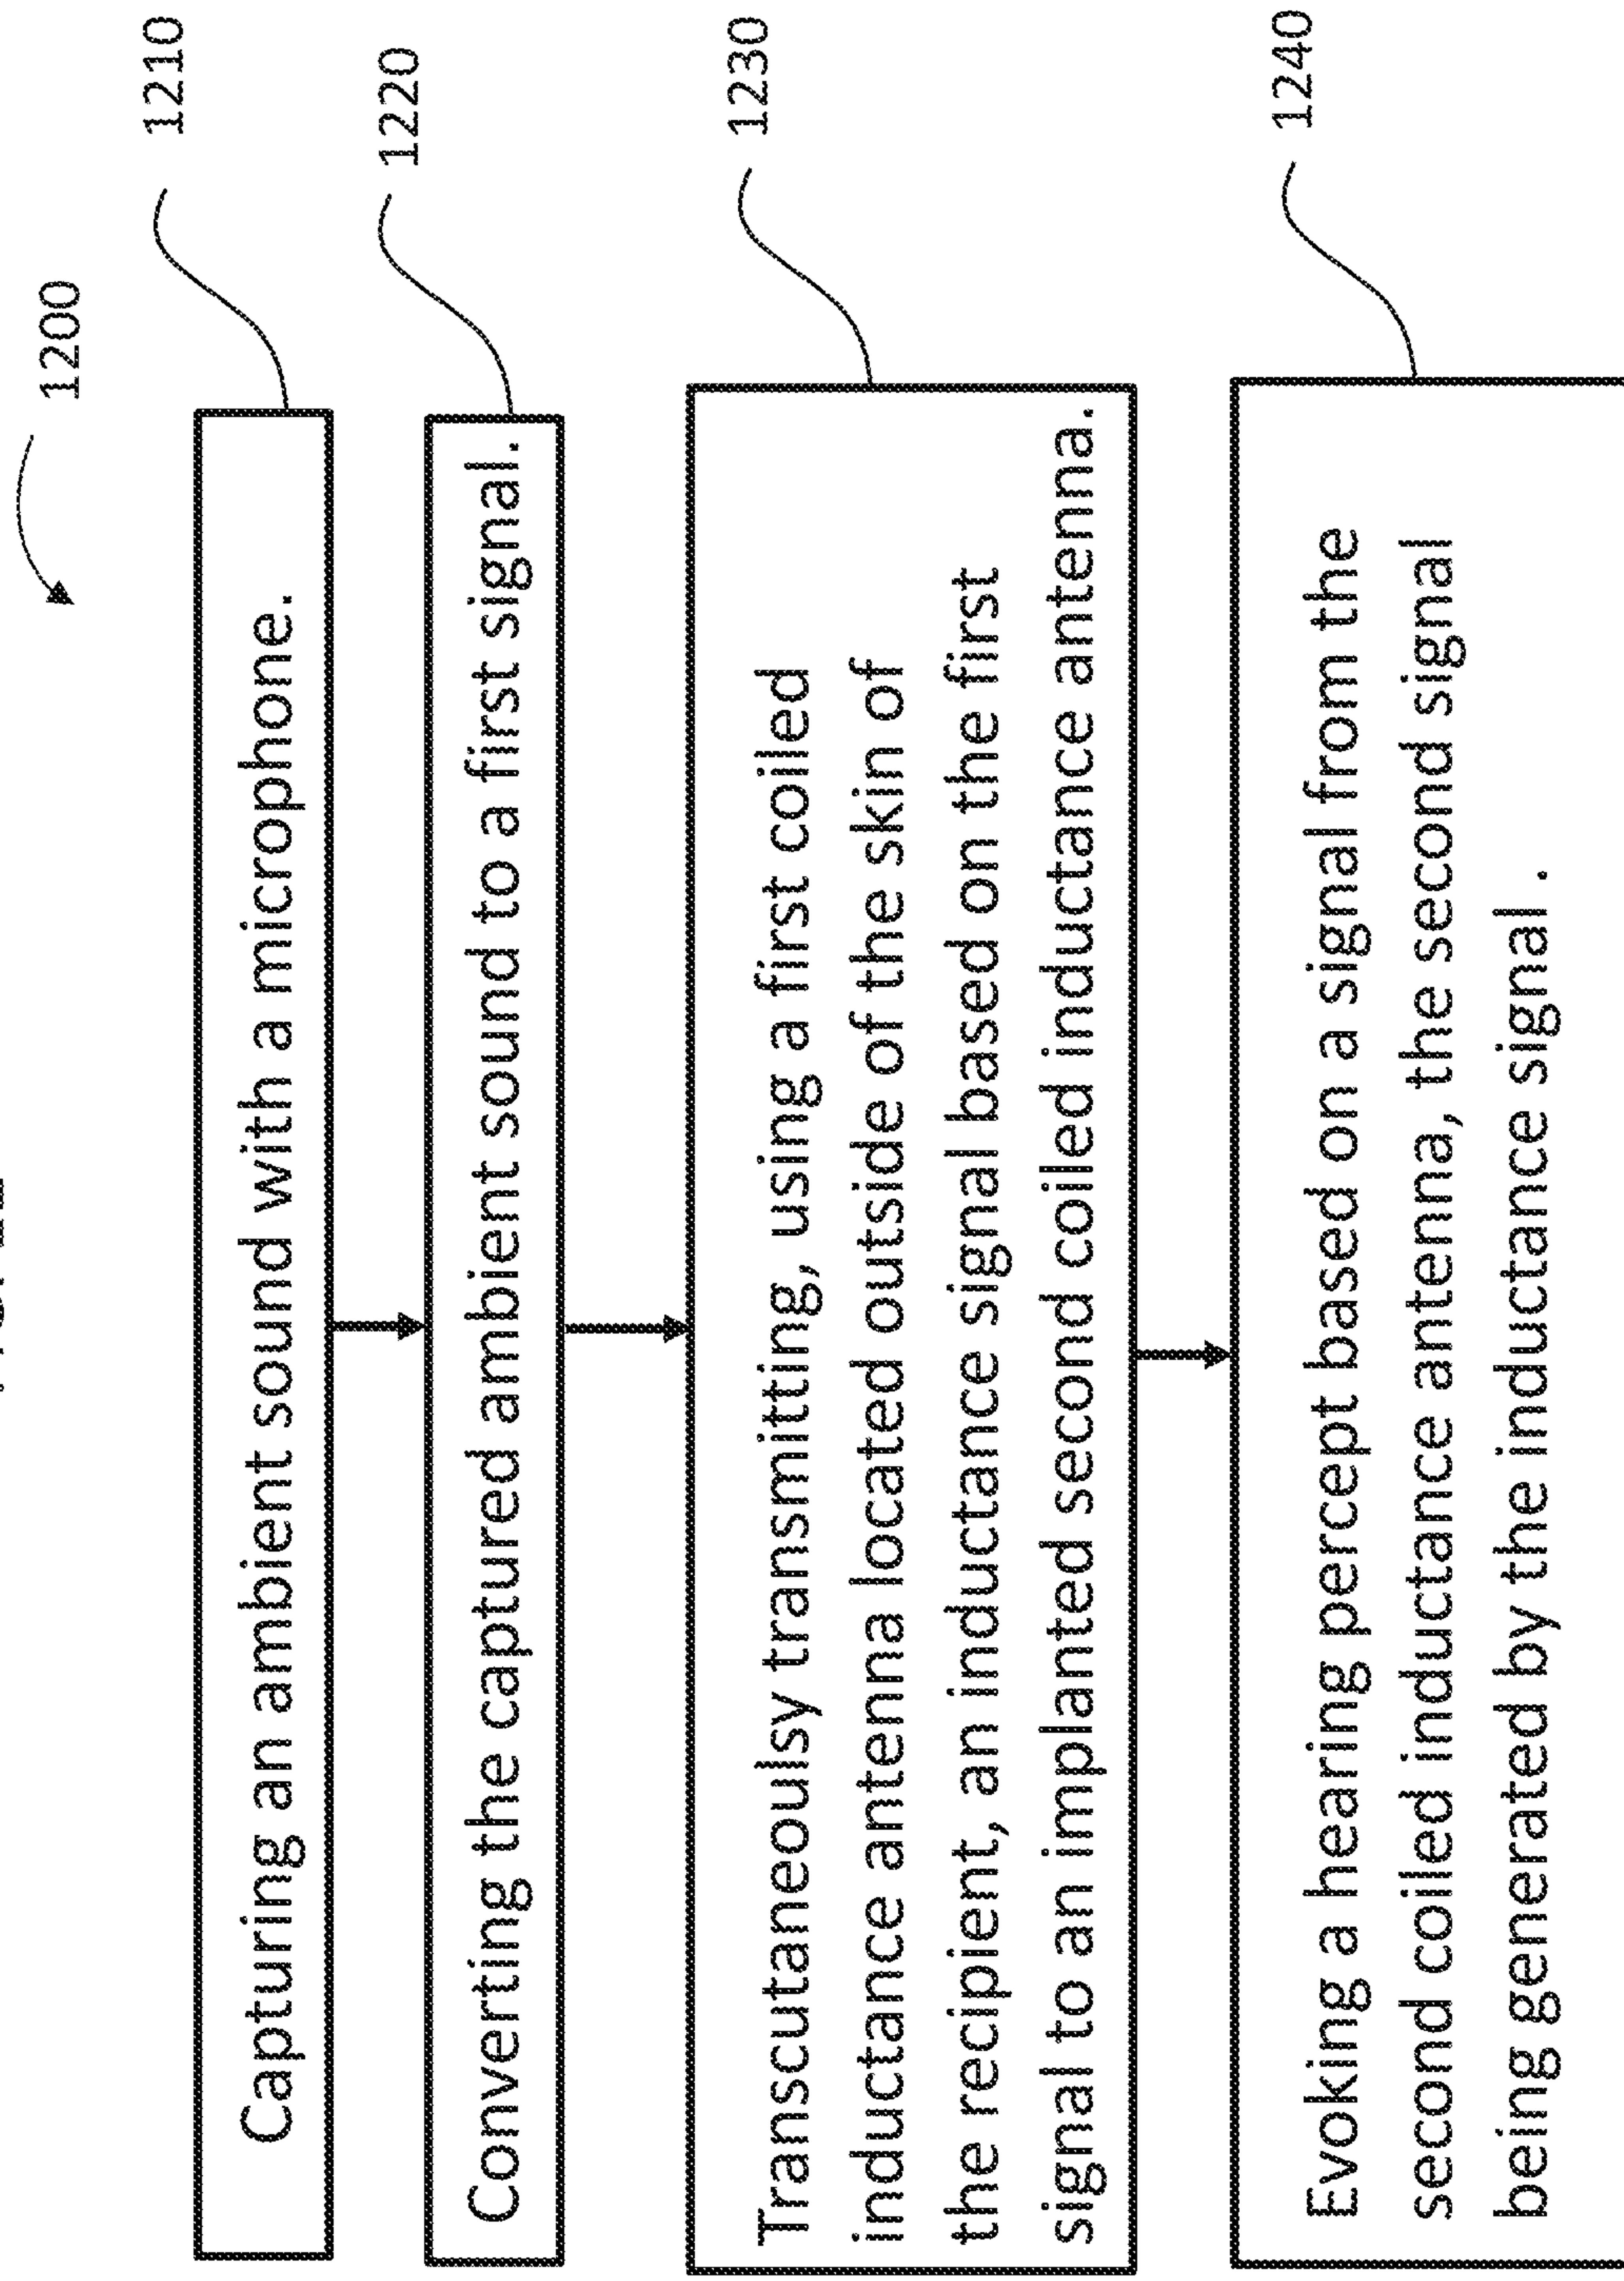 1200
Capturing an ambient sound with a microphone.
1210
Converting the captured ambient sound to a first signal.
1220
Transcutaneoulsy transmitting, using a first coiled
inductance antenna located outside of the skin of
the recipient, an inductance signal based on the first
signal to an implanted second coiled inductance antenna.
1230
Evoking a hearing percept based on a signal from the
second coiled inductance antenna, the second signal
being generated by the inductance signal .
1240